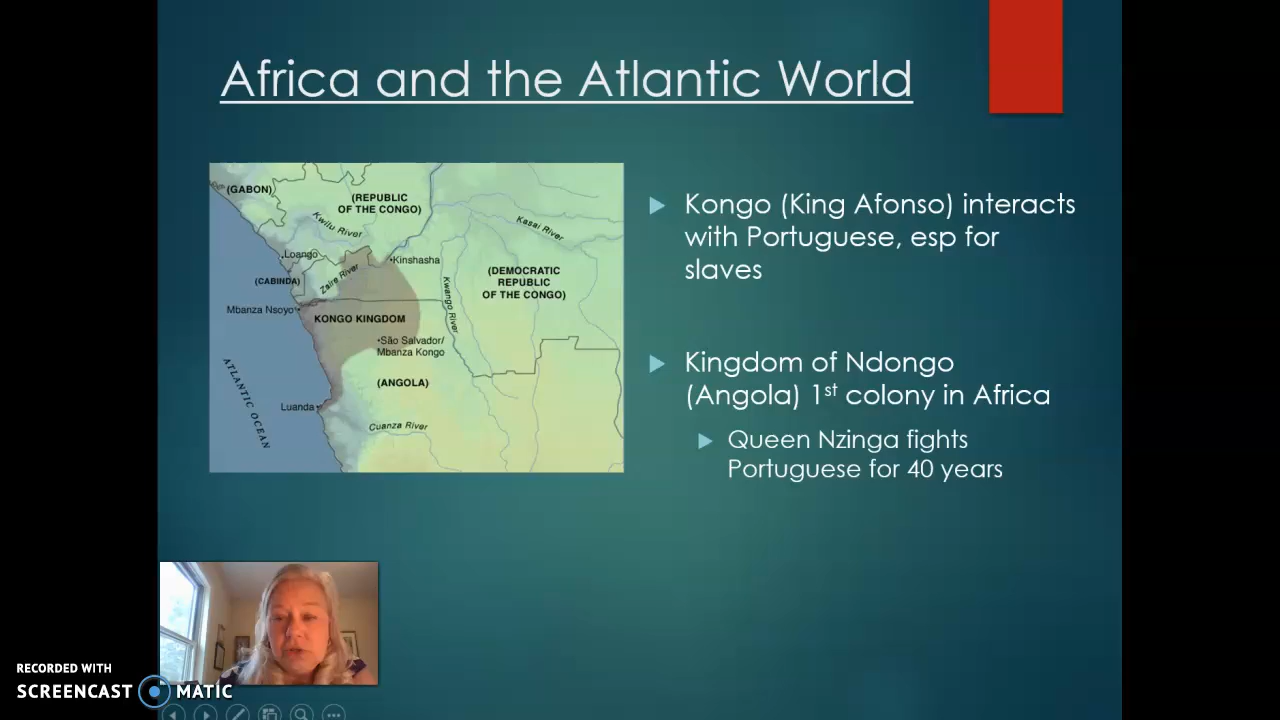 Africa and the Atlantic World
(GABON)
(REPUBLIC
OF THE CONGO)
Kwilu River
Kasai River
Loango
Kinshasha
Zaire River
(CABINDA)
(DEMOCRATIC
REPUBLIC
OF THE CONGO)
Kwango River
Mbanza Nsoyo
KONGO KINGDOM
São Salvador/
Mbanza Kongo
(ANGOLA)
ATLANTIC OCEAN
Luanda
Cuanza River
Kongo (King Afonso) interacts
with Portuguese, esp for
slaves
Kingdom of Ndongo
(Angola) 1st colony in Africa
Queen Nzinga fights
Portuguese for 40 years
RECORDED WITH
SCREENCAST MATIC